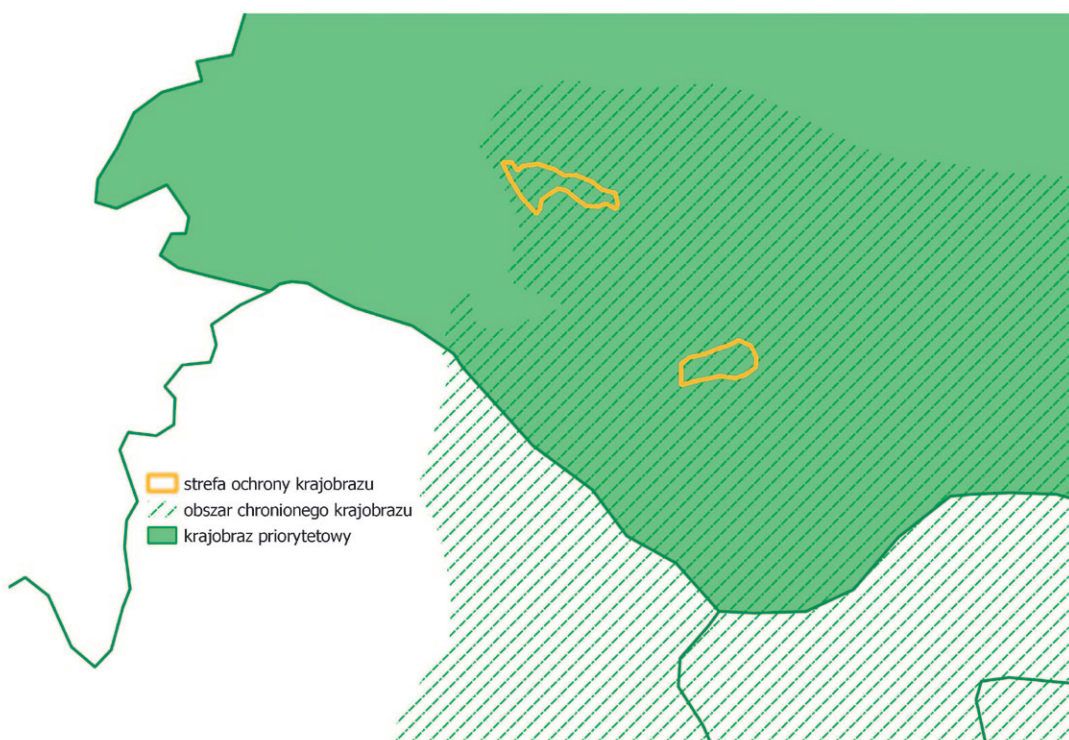 strefa ochrony krajobrazu
obszar chronionego krajobrazu
krajobraz priorytetowy